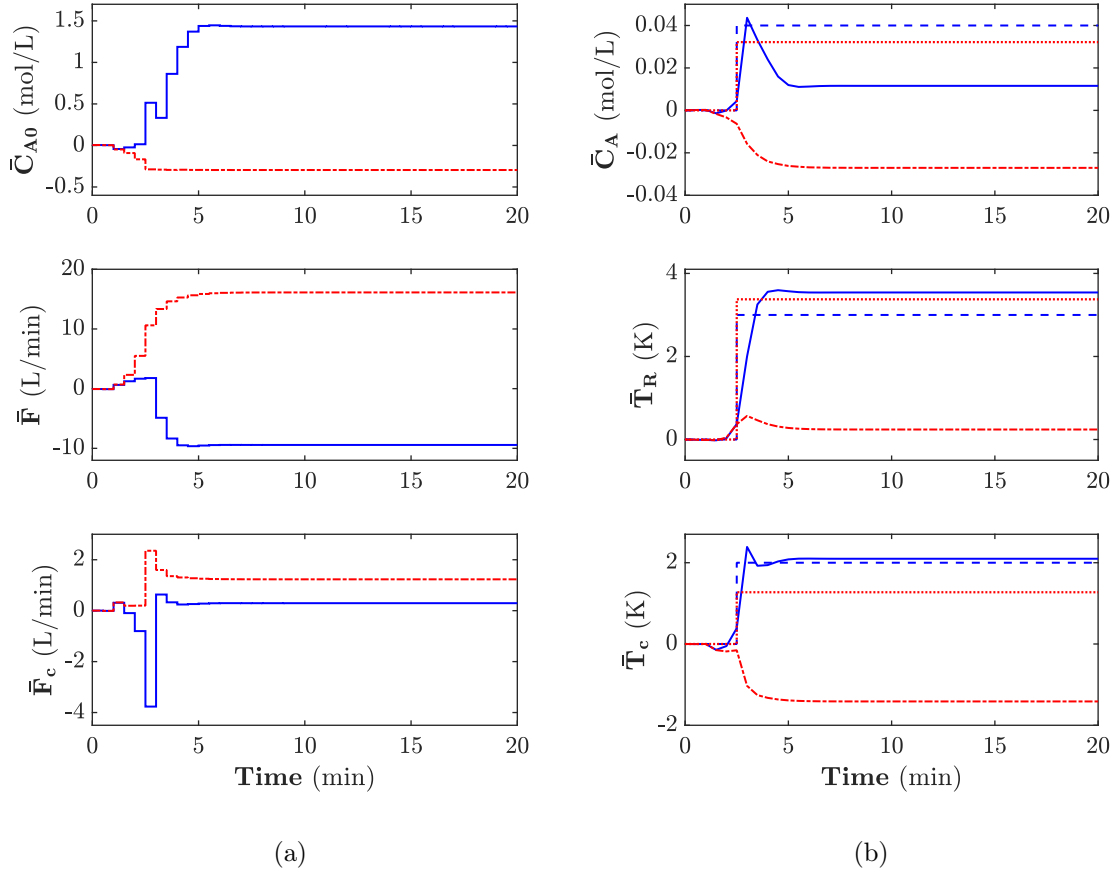 C̄A0 (mol/L)
1.5
1
0.5
0
-0.5
0 5 10 15 20
F̄ (L/min)
20
10
0
-10
0 5 10 15 20
F̄c (L/min)
2
0
-2
-4
0 5 10 15 20
Time (min)
(a)
C̄A (mol/L)
0.04
0.02
0
-0.02
-0.04
0 5 10 15 20
T̄R (K)
4
2
0
0 5 10 15 20
T̄c (K)
2
0
-2
0 5 10 15 20
Time (min)
(b)